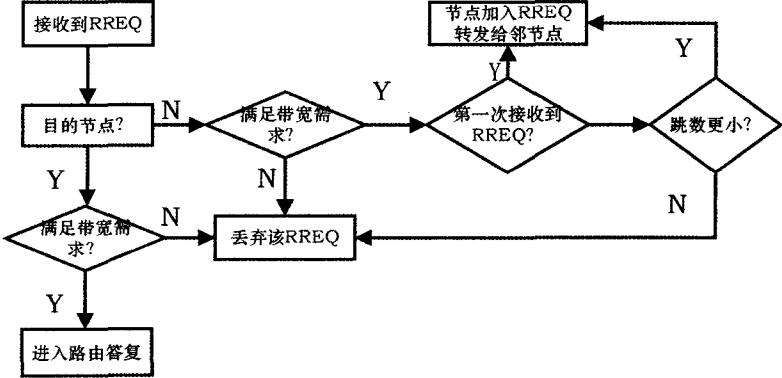 接收到RREQ
节点加入RREQ
转发给邻节点
Y
Y
目的节点?
N
满足带宽需
求?
Y
第一次接收到
RREQ?
跳数更小?
Y
N
N
满足带宽需
求?
N
丢弃该RREQ
Y
进入路由答复